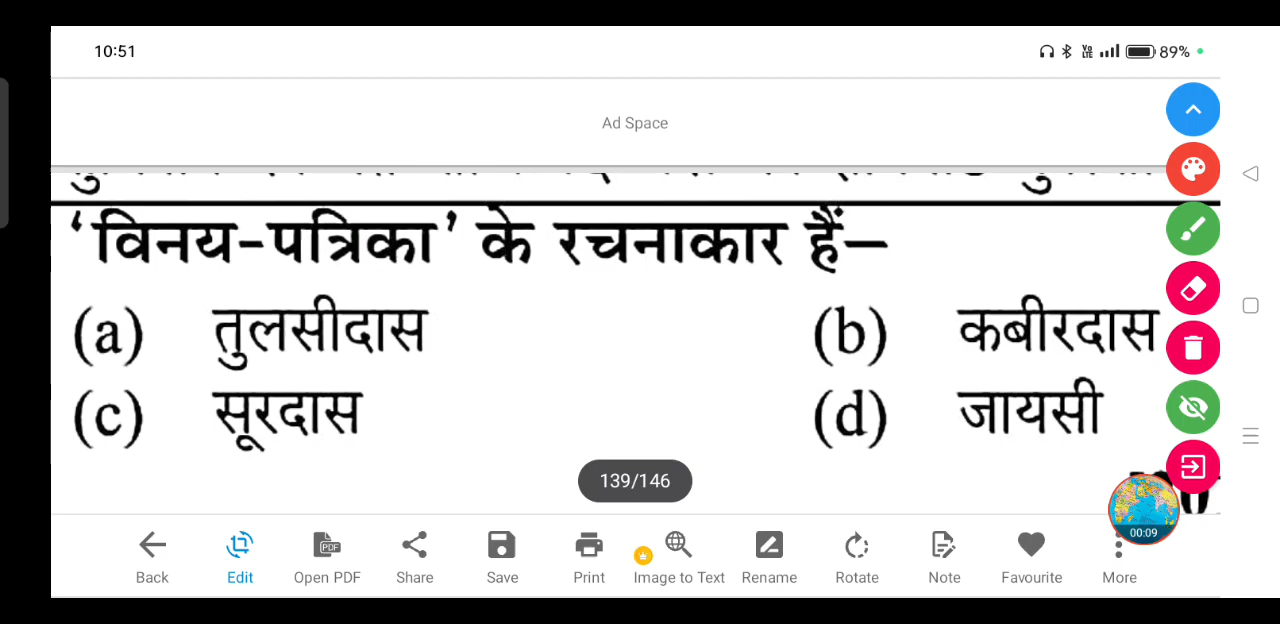 10:51 89%
Ad Space
‘विनय-पत्रिका’ के रचनाकार हैं—
(a) तुलसीदास (b) कबीरदास
(c) सूरदास (d) जायसी
139/146
00:09
Back Edit Open PDF Share Save Print Image to Text Rename Rotate Note Favourite More